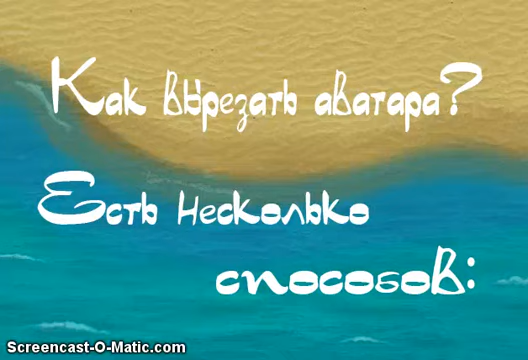 Как вырезать аватара?
Есть несколько
способов:
Screencast-O-Matic.com